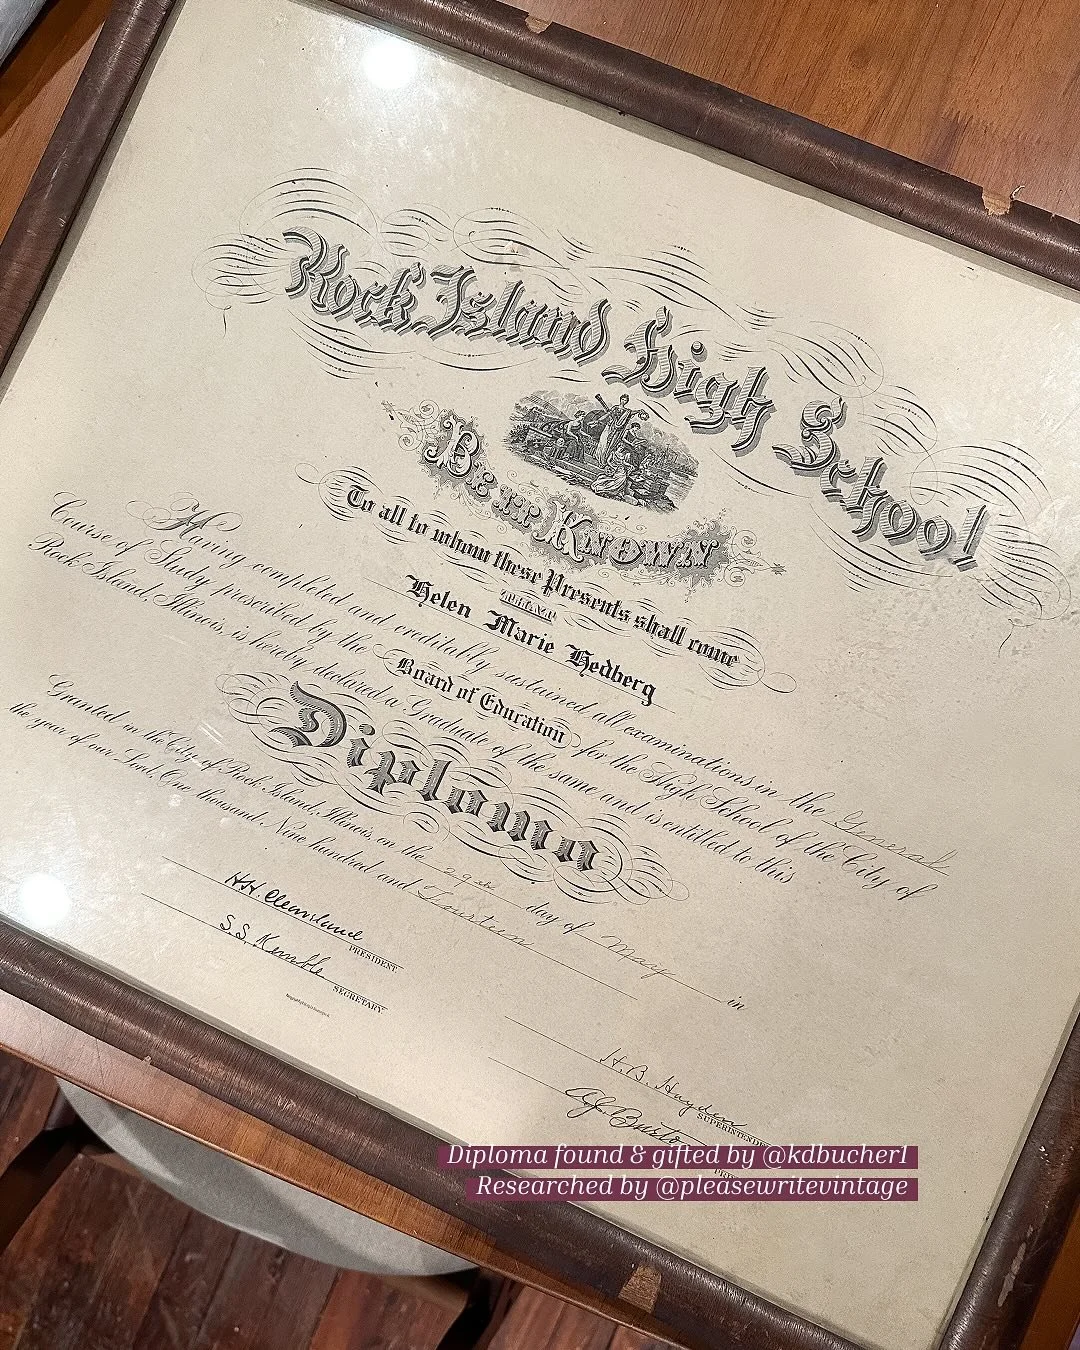 Rock Island High School
BE IT KNOWN
To all to whom these Presents shall come
THAT
Helen Marie Hedberg
Having completed and creditably sustained all examinations in the General
Course of Study prescribed by the Board of Education for the High School of the City of
Rock Island, Illinois, is hereby declared a Graduate of the same and is entitled to this
Diploma
Granted in the City of Rock Island, Illinois, on the 29th day of May in
the year of our Lord, One thousand Nine hundred and Fourteen
H.H. Cleaveland
PRESIDENT
S.S. Kemble
SECRETARY
H.B. Hayden
SUPERINTENDENT
A.J. Burto
Diploma found & gifted by @kdbucher1
Researched by @pleasewritevintage